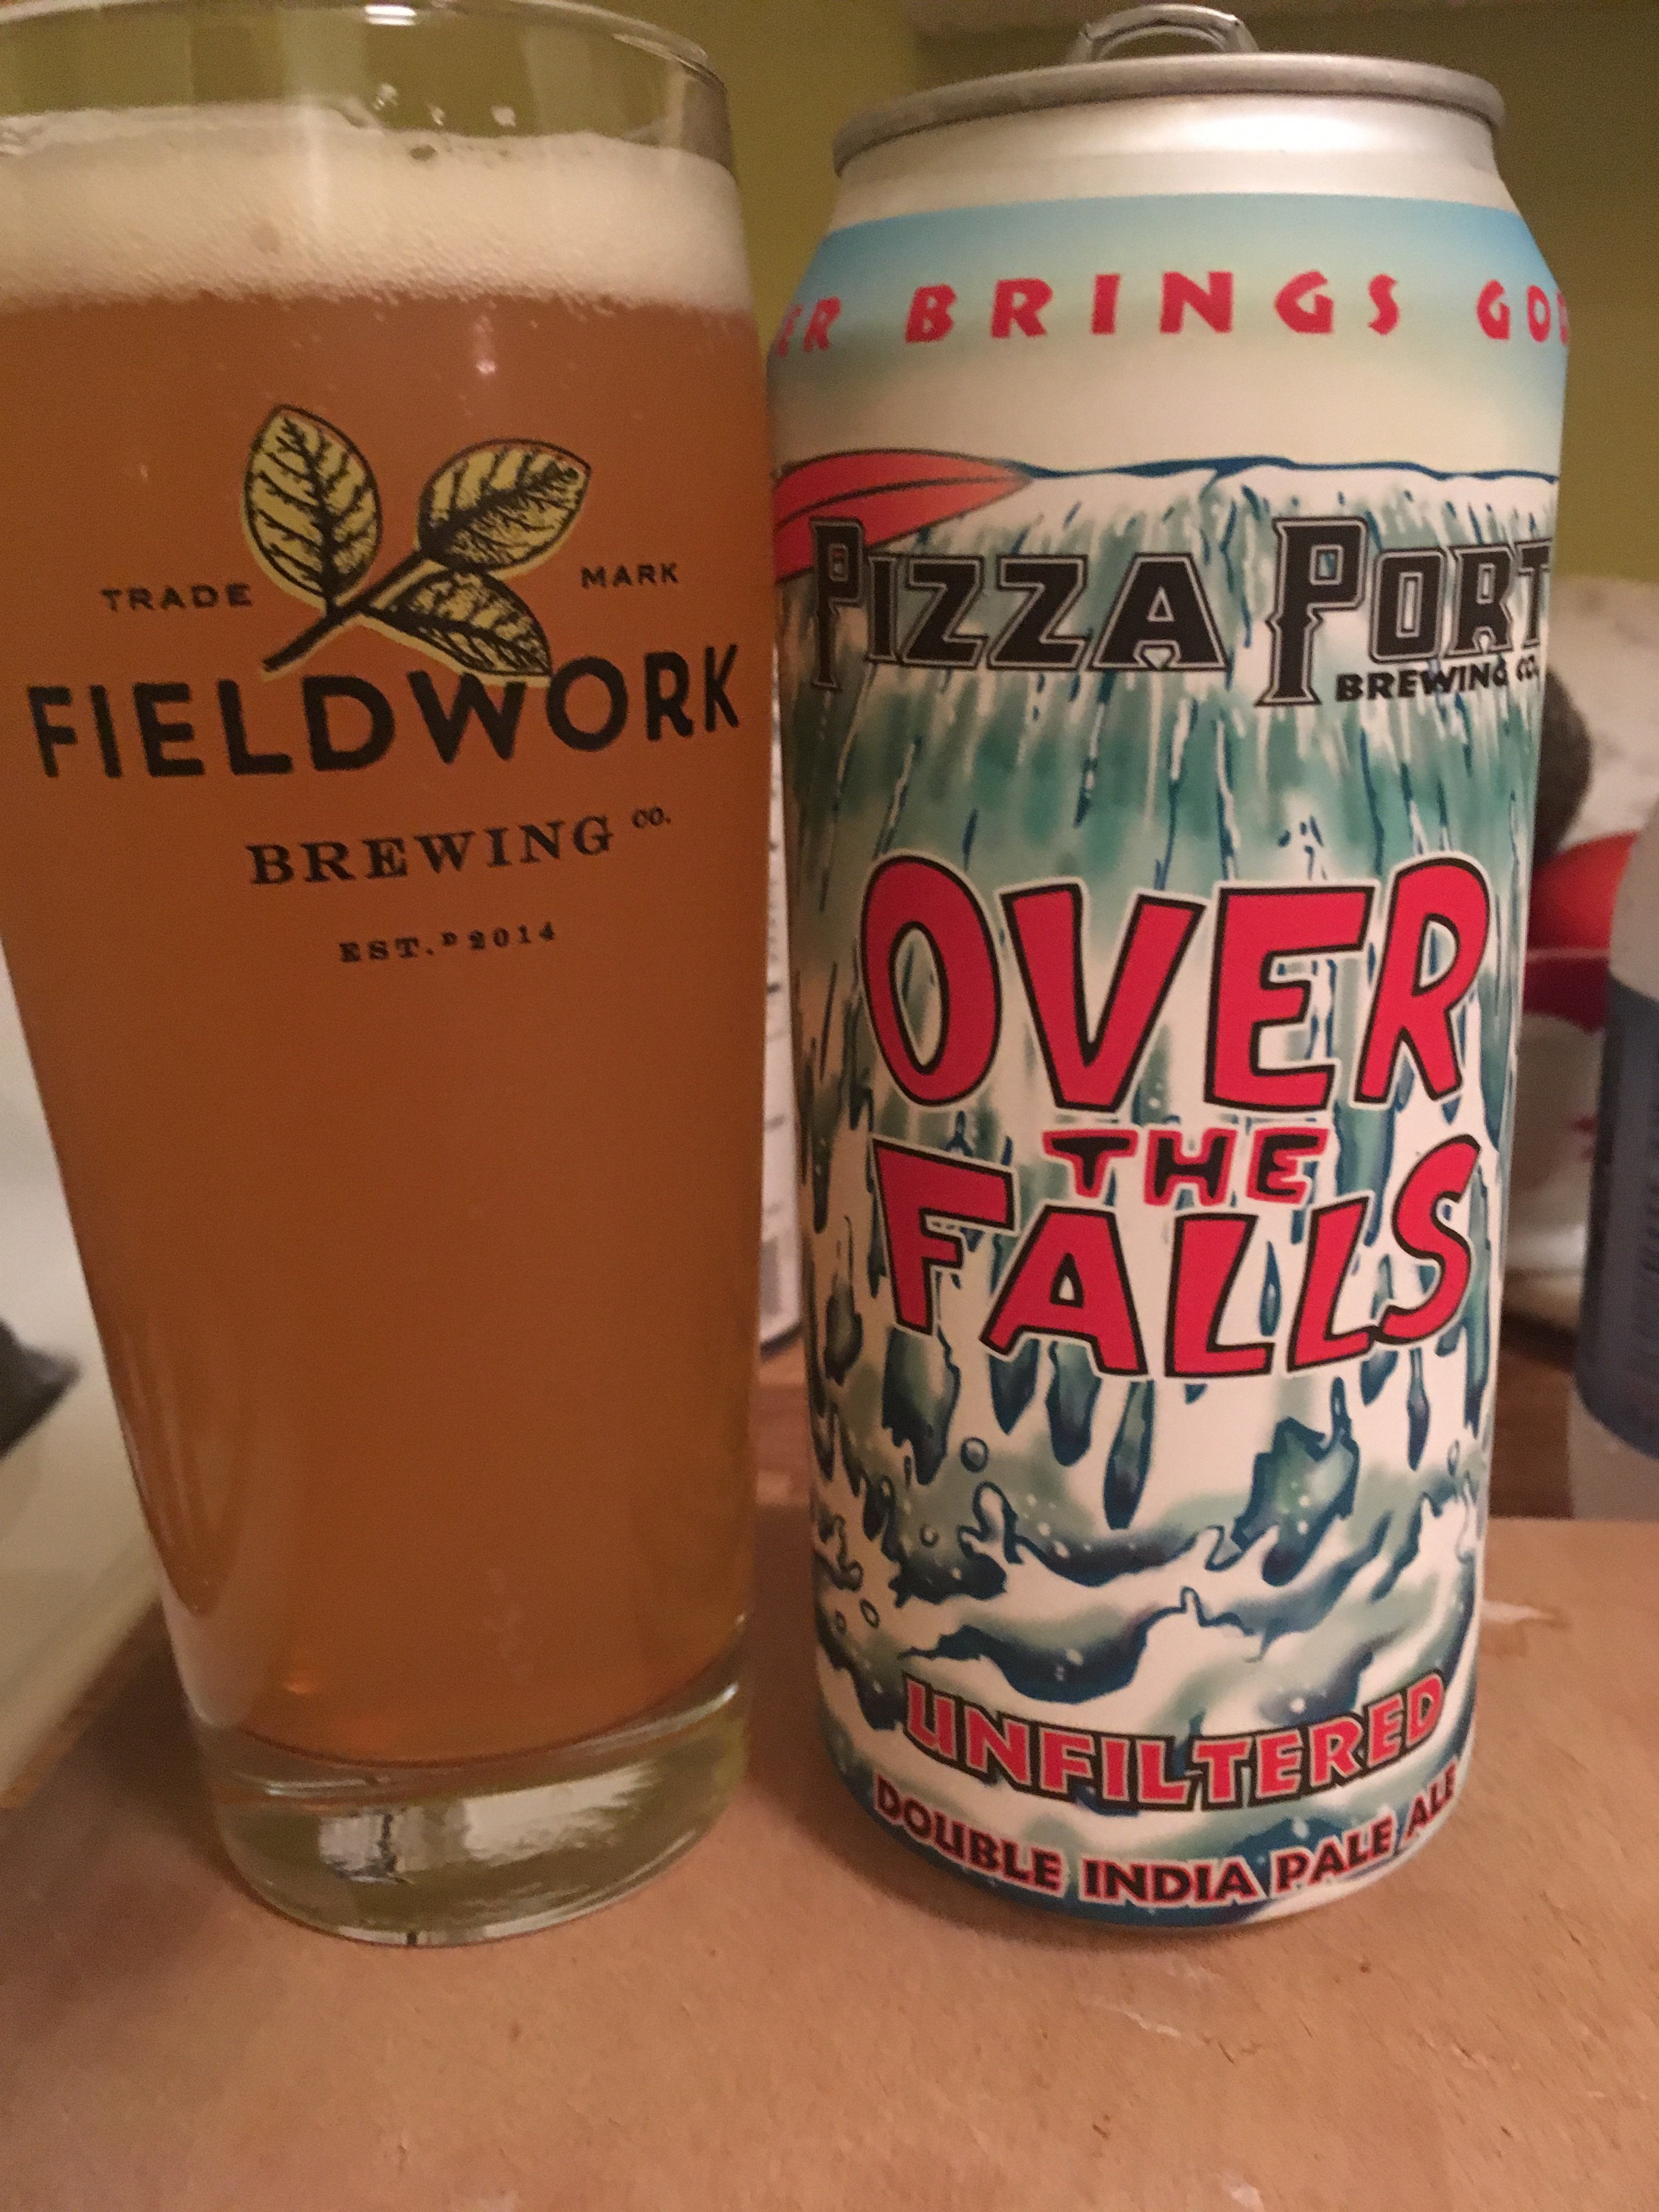 TRADE MARK
FIELDWORK
BREWING CO.
EST.D 2014
BRINGS
PIZZA PORT
BREWING CO.
OVER
THE
FALLS
UNFILTERED
DOUBLE INDIA PALE ALE